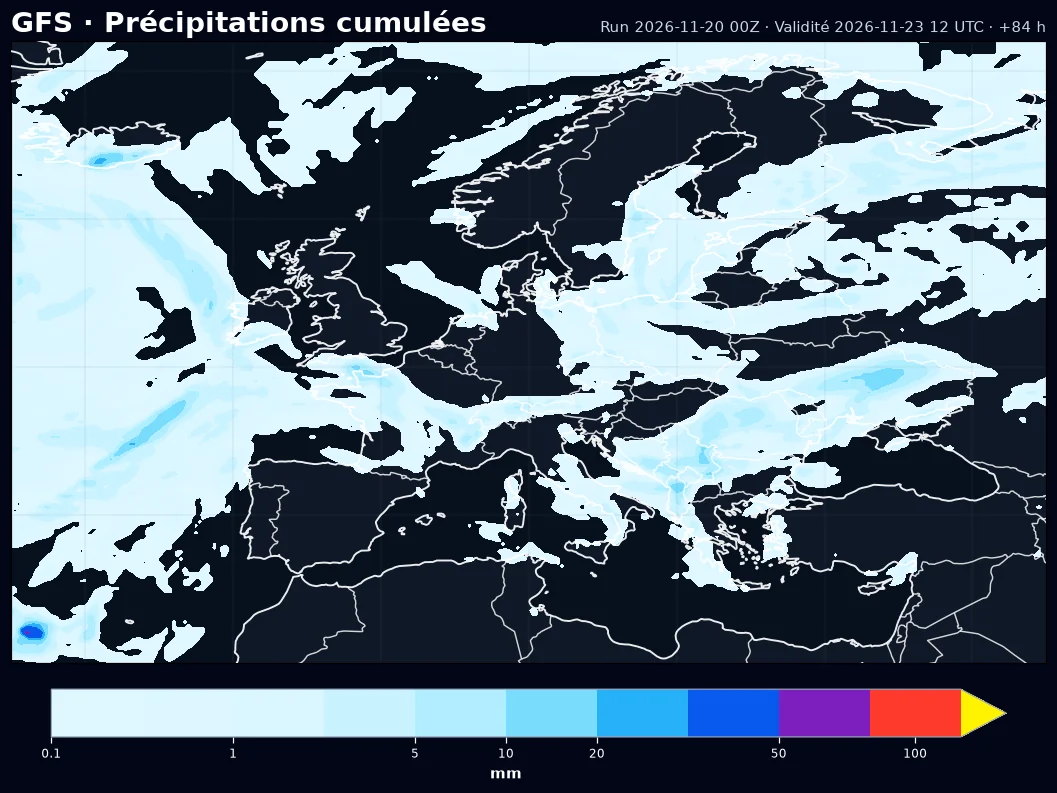 GFS · Précipitations cumulées
Run 2026-11-20 00Z · Validité 2026-11-23 12 UTC · +84 h
0.1 1 5 10 20 50 100
mm